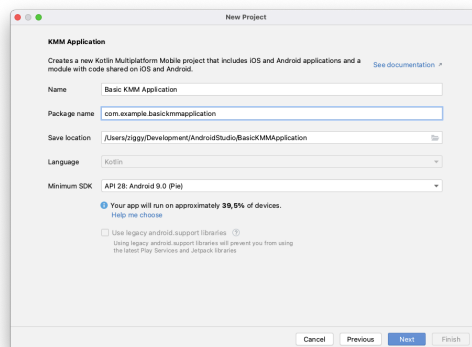 New Project
KMM Application
Creates a new Kotlin Multiplatform Mobile project that includes iOS and Android applications and a
module with code shared on iOS and Android.
See documentation ↗
Name
Basic KMM Application
Package name
com.example.basickmmapplication
Save location
/Users/ziggy/Development/AndroidStudio/BasicKMMApplication
Language
Kotlin
Minimum SDK
API 28: Android 9.0 (Pie)
Your app will run on approximately 39,5% of devices.
Help me choose
Use legacy android.support libraries ?
Using legacy android.support libraries will prevent you from using
the latest Play Services and Jetpack libraries
Cancel
Previous
Next
Finish